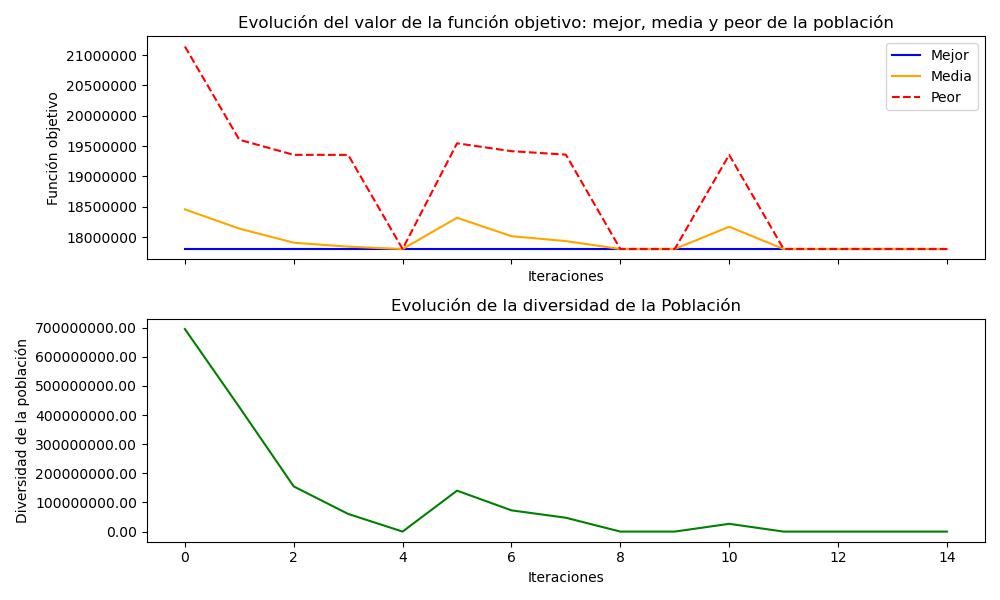 Evolución del valor de la función objetivo: mejor, media y peor de la población
Función objetivo
21000000
20500000
20000000
19500000
19000000
18500000
18000000
Mejor
Media
Peor
Iteraciones
Evolución de la diversidad de la Población
Diversidad de la población
700000000.00
600000000.00
500000000.00
400000000.00
300000000.00
200000000.00
100000000.00
0.00
0 2 4 6 8 10 12 14
Iteraciones